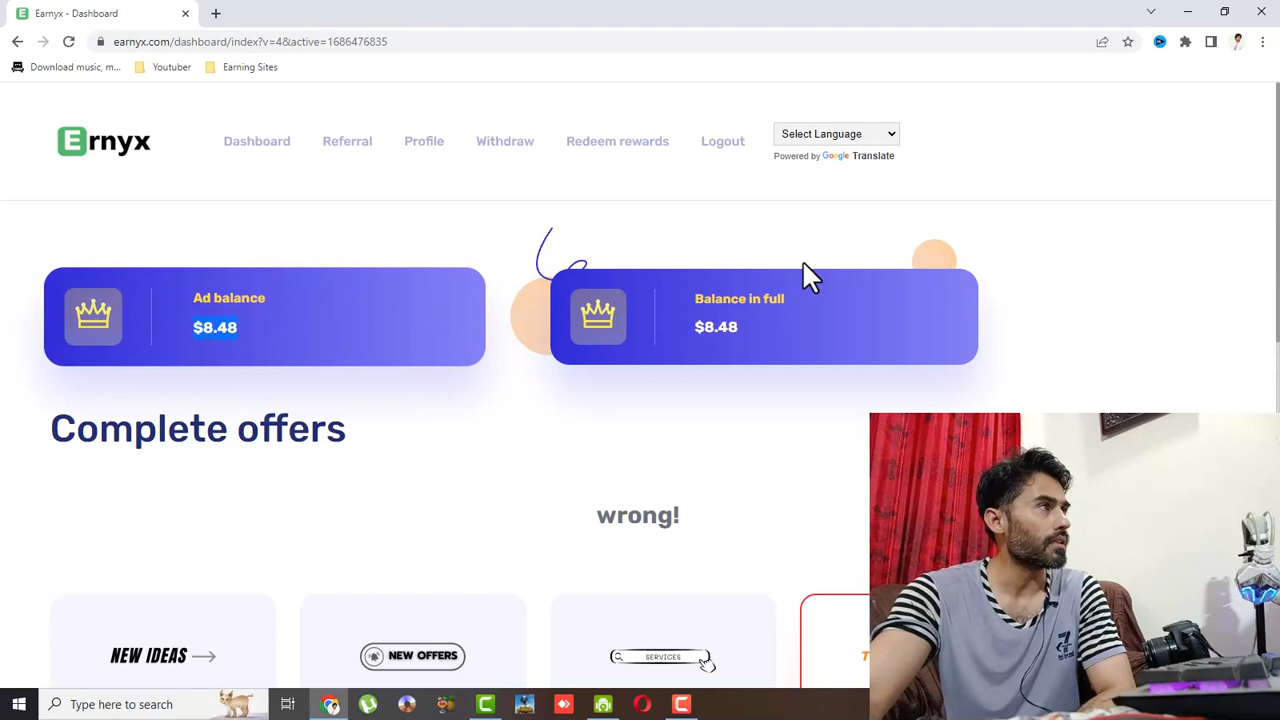 Earnyx - Dashboard
earnyx.com/dashboard/index?v=4&active=1686476835
Download music, m...
Youtuber
Earning Sites
Ernyx
Dashboard
Referral
Profile
Withdraw
Redeem rewards
Logout
Select Language
Powered by Google Translate
Ad balance
$8.48
Balance in full
$8.48
Complete offers
wrong!
NEW IDEAS
NEW OFFERS
SERVICES
Type here to search